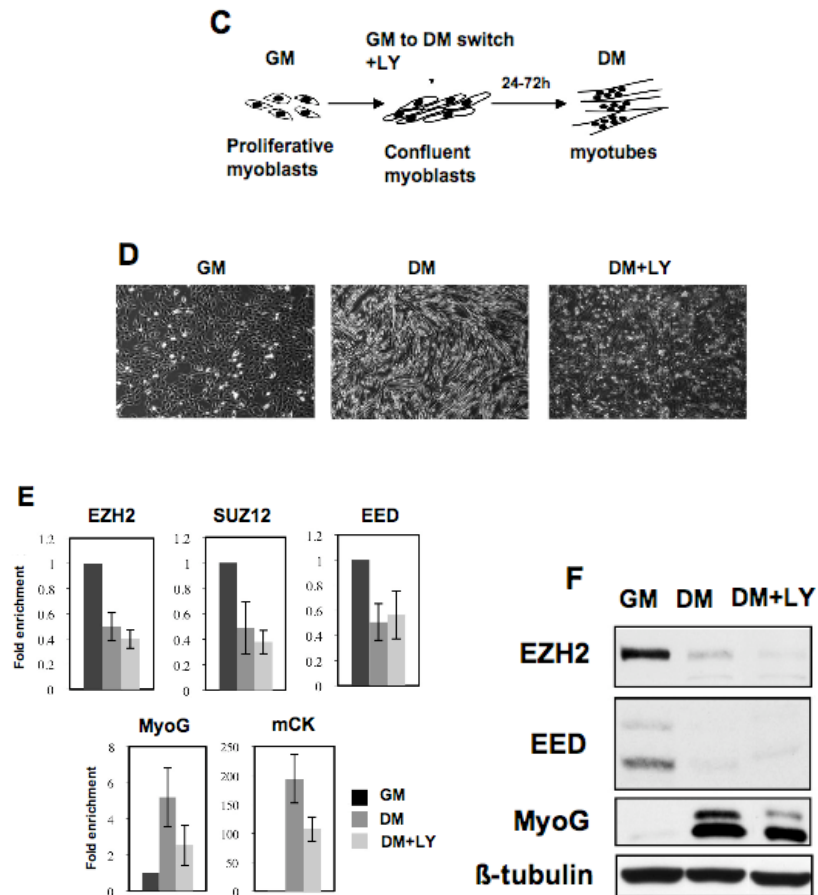 C
GM
GM to DM switch
+LY
DM
24-72h
Proliferative
myoblasts
Confluent
myoblasts
myotubes
D
GM DM DM+LY
E
EZH2 SUZ12 EED
Fold enrichment
1.2
1
0.8
0.6
0.4
0.2
0
1.2
1
0.8
0.6
0.4
0.2
0
1.2
1
0.8
0.6
0.4
0.2
0
MyoG mCK
Fold enrichment
8
6
4
2
0
250
200
150
100
50
0
GM
DM
DM+LY
F
GM DM DM+LY
EZH2
EED
MyoG
ß-tubulin